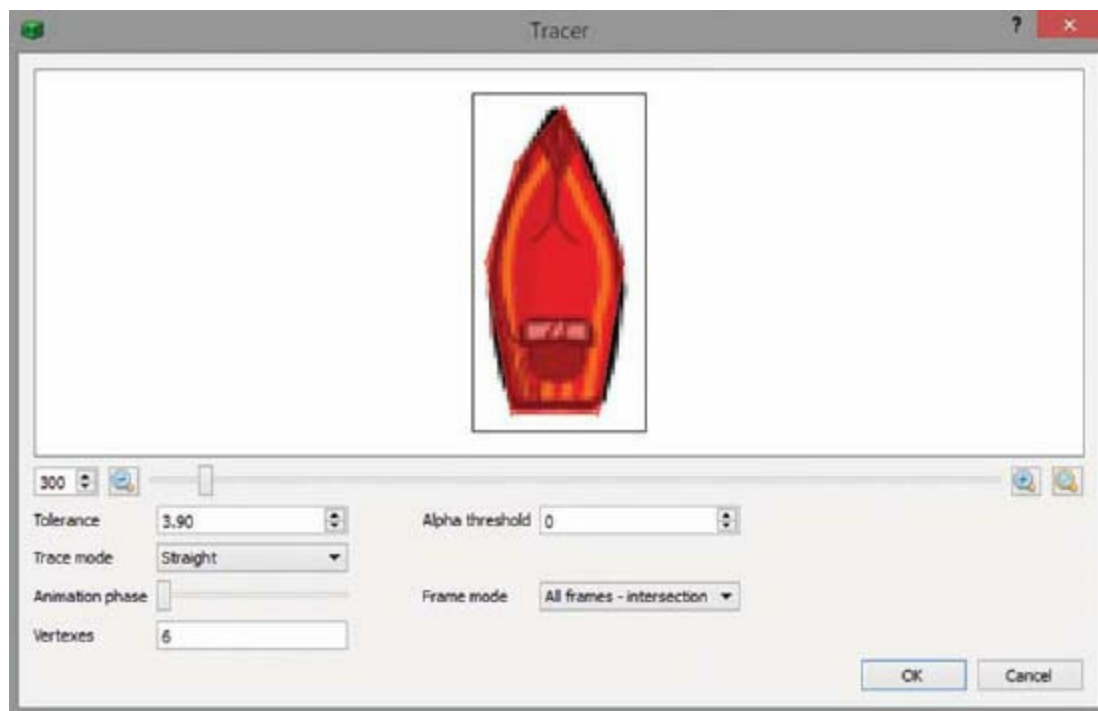 Tracer
300
Tolerance 3.90 Alpha threshold 0
Trace mode Straight
Animation phase Frame mode All frames - intersection
Vertexes 6
OK Cancel